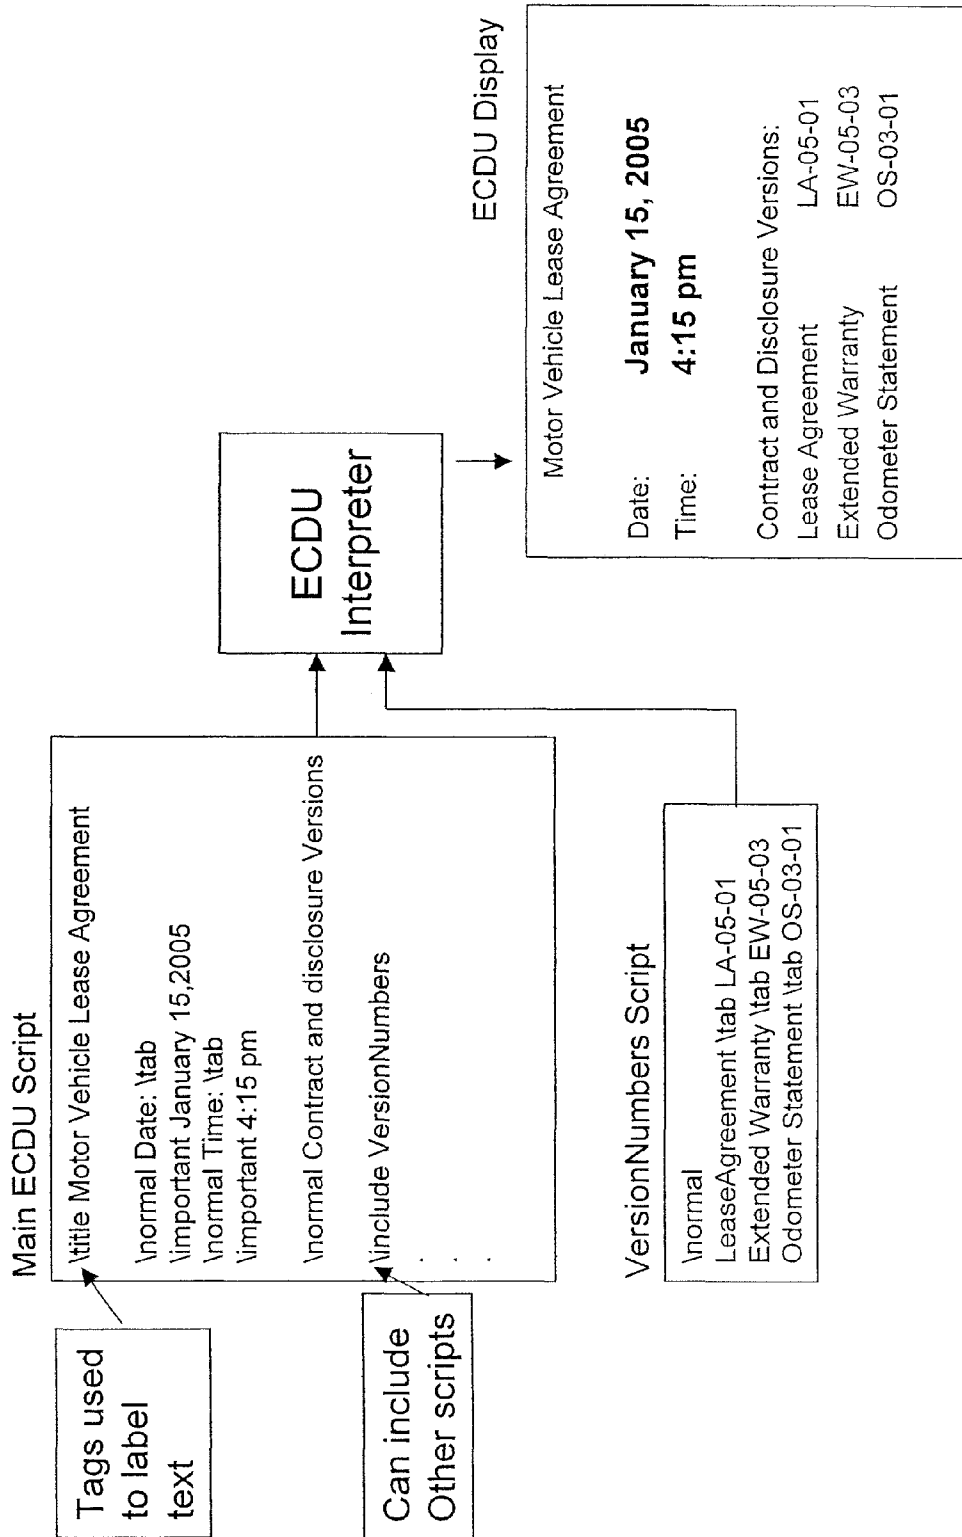 Main ECDU Script
\title Motor Vehicle Lease Agreement
\normal Date: \tab
\important January 15,2005
\normal Time: \tab
\important 4:15 pm
\normal Contract and disclosure Versions
\include VersionNumbers
. . .
Tags used
to label
text
Can include
Other scripts
VersionNumbers Script
\normal
LeaseAgreement \tab LA-05-01
Extended Warranty \tab EW-05-03
Odometer Statement \tab OS-03-01
ECDU
Interpreter
ECDU Display
Motor Vehicle Lease Agreement
Date: January 15, 2005
Time: 4:15 pm
Contract and Disclosure Versions:
Lease Agreement LA-05-01
Extended Warranty EW-05-03
Odometer Statement OS-03-01